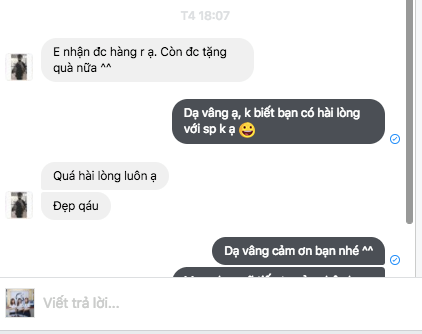 T4 18:07
E nhận đc hàng r ạ. Còn đc tặng
quà nữa ^^
Dạ vâng ạ, k biết bạn có hài lòng
với sp k ạ 😀
Quá hài lòng luôn ạ
Đẹp qáu
Dạ vâng cảm ơn bạn nhé ^^
Viết trả lời...